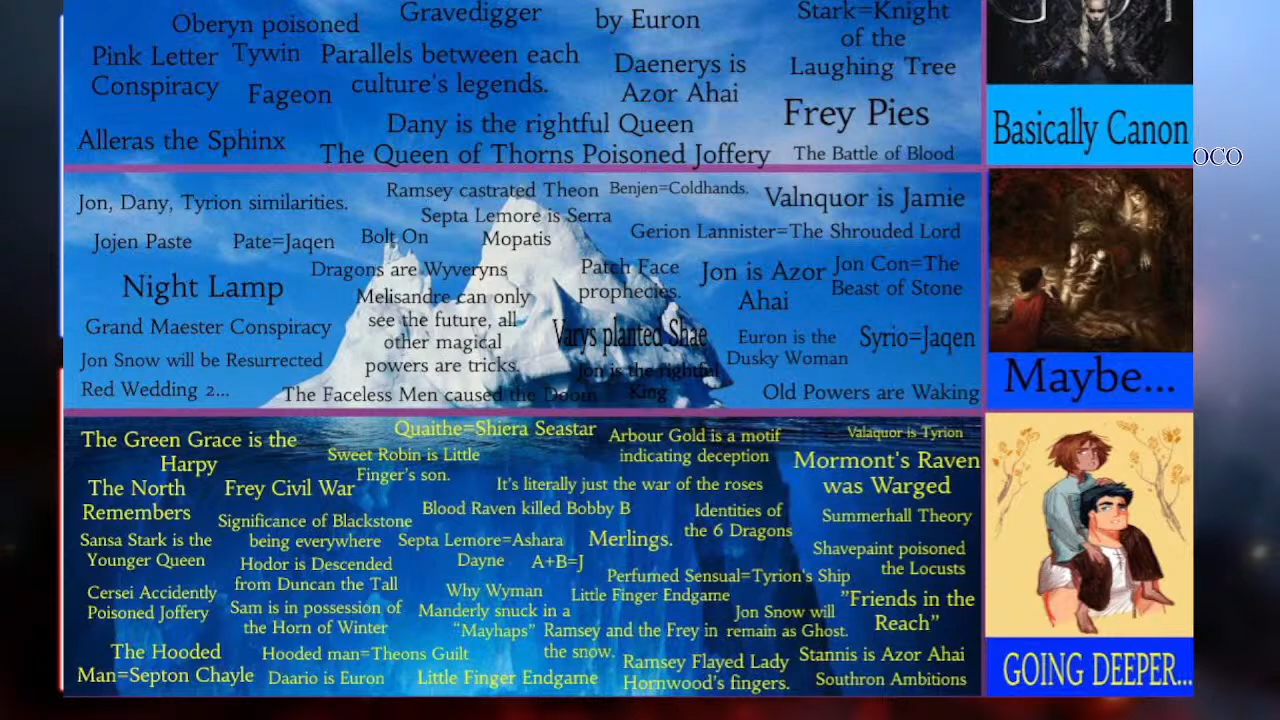 Gravedigger
by Euron
Stark=Knight
of the
Laughing Tree
Oberyn poisoned
Tywin
Pink Letter
Conspiracy
Parallels between each
culture's legends.
Fageon
Daenerys is
Azor Ahai
Frey Pies
Alleras the Sphinx
Dany is the rightful Queen
The Queen of Thorns Poisoned Joffery
The Battle of Blood
Basically Canon
OCO
Jon, Dany, Tyrion similarities.
Ramsey castrated Theon
Benjen=Coldhands.
Valnquor is Jamie
Septa Lemore is Serra
Mopatis
Jojen Paste
Pate=Jaqen
Bolt On
Gerion Lannister=The Shrouded Lord
Dragons are Wyveryns
Patch Face
prophecies.
Jon is Azor
Ahai
Jon Con=The
Beast of Stone
Night Lamp
Melisandre can only
see the future, all
other magical
powers are tricks.
Grand Maester Conspiracy
Varys planted Shae
Euron is the
Dusky Woman
Syrio=Jaqen
Jon Snow will be Resurrected
Jon is the rightful
King
Red Wedding 2...
The Faceless Men caused the Doom
Old Powers are Waking
Maybe...
The Green Grace is the
Harpy
Quaithe=Shiera Seastar
Arbour Gold is a motif
indicating deception
Valaquor is Tyrion
Sweet Robin is Little
Finger's son.
Mormont's Raven
was Warged
The North
Remembers
Frey Civil War
It's literally just the war of the roses
Blood Raven killed Bobby B
Identities of
the 6 Dragons
Summerhall Theory
Significance of Blackstone
being everywhere
Sansa Stark is the
Younger Queen
Septa Lemore=Ashara
Dayne
Merlings.
A+B=J
Shavepaint poisoned
the Locusts
Hodor is Descended
from Duncan the Tall
Perfumed Sensual=Tyrion's Ship
Cersei Accidently
Poisoned Joffery
Why Wyman
Manderly snuck in a
"Mayhaps"
Little Finger Endgame
"Friends in the
Reach"
Sam is in possession of
the Horn of Winter
Jon Snow will
remain as Ghost.
Ramsey and the Frey in
the snow.
The Hooded
Man=Septon Chayle
Hooded man=Theons Guilt
Ramsey Flayed Lady
Hornwood's fingers.
Stannis is Azor Ahai
Daario is Euron
Little Finger Endgame
Southron Ambitions
GOING DEEPER...